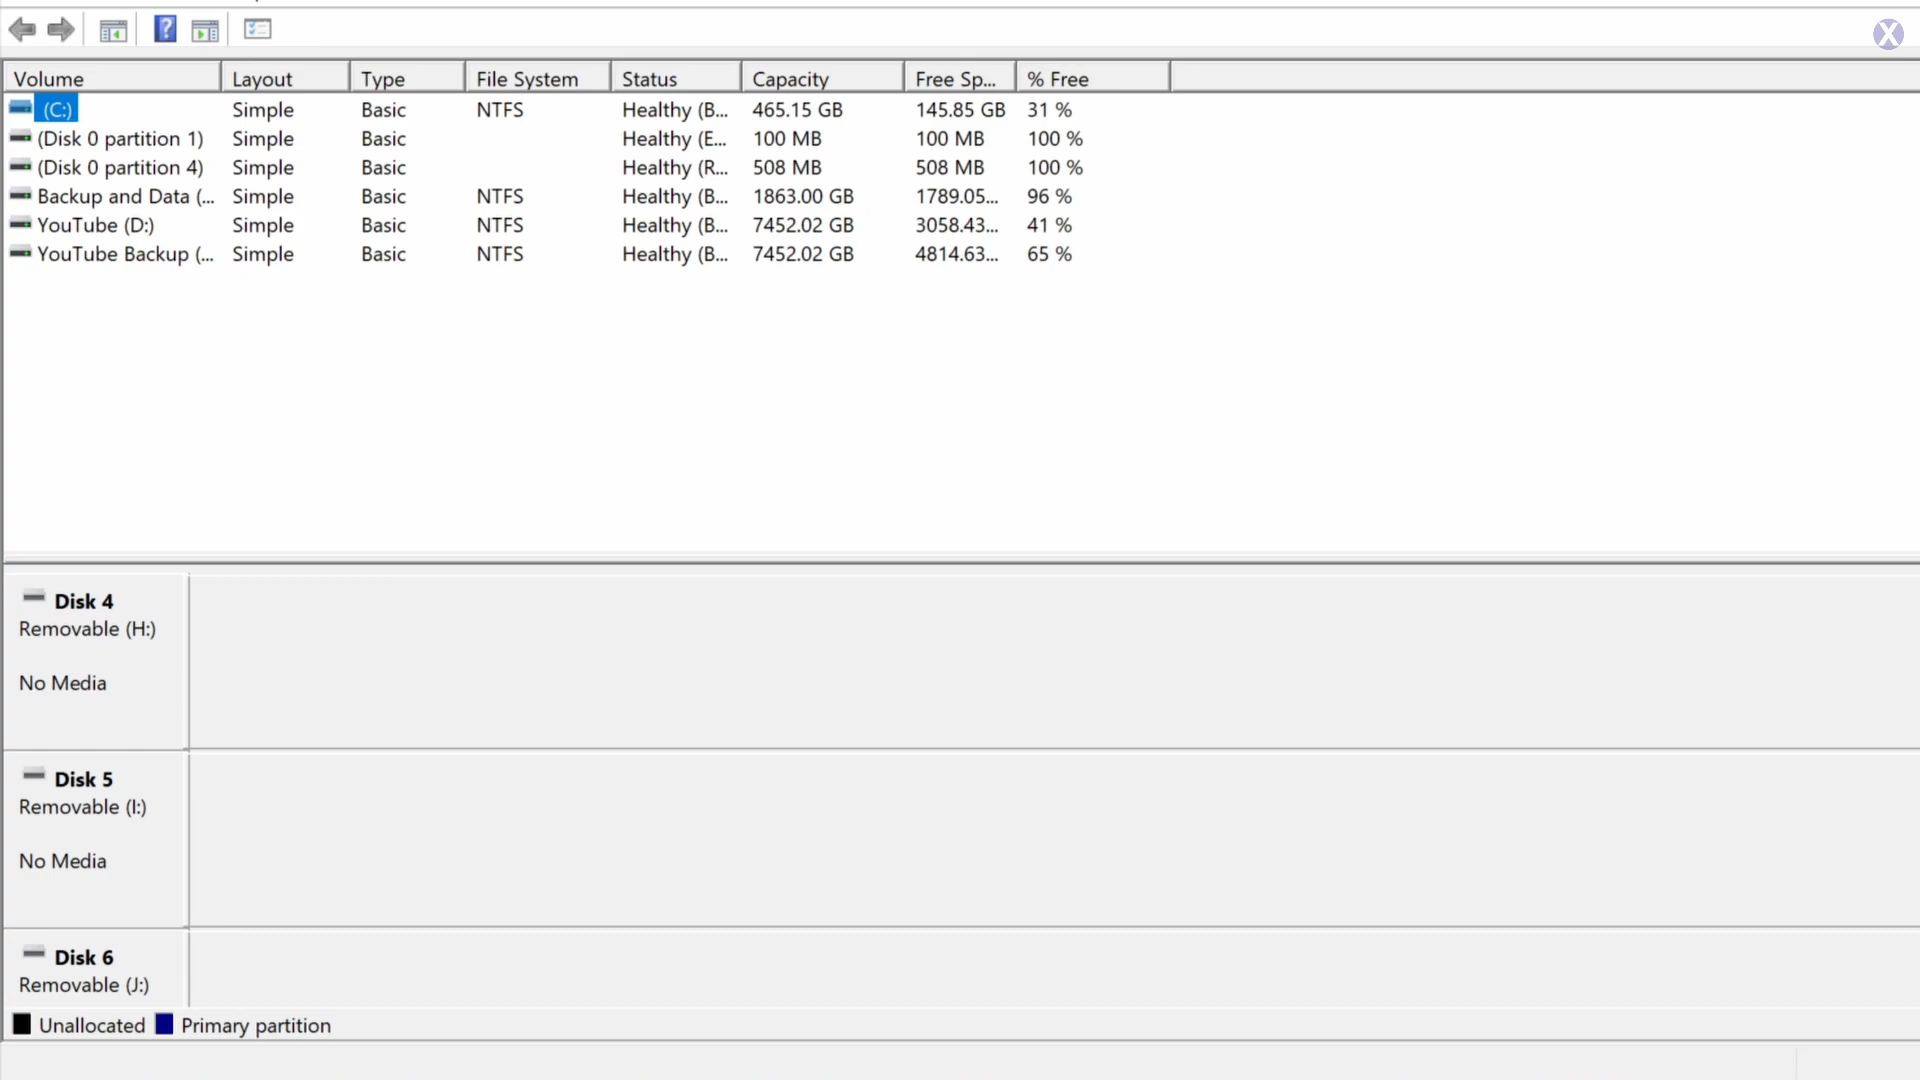 Volume Layout Type File System Status Capacity Free Sp... % Free
(C:) Simple Basic NTFS Healthy (B... 465.15 GB 145.85 GB 31 %
(Disk 0 partition 1) Simple Basic Healthy (E... 100 MB 100 MB 100 %
(Disk 0 partition 4) Simple Basic Healthy (R... 508 MB 508 MB 100 %
Backup and Data (... Simple Basic NTFS Healthy (B... 1863.00 GB 1789.05... 96 %
YouTube (D:) Simple Basic NTFS Healthy (B... 7452.02 GB 3058.43... 41 %
YouTube Backup (... Simple Basic NTFS Healthy (B... 7452.02 GB 4814.63... 65 %
Disk 4
Removable (H:)
No Media
Disk 5
Removable (I:)
No Media
Disk 6
Removable (J:)
Unallocated Primary partition